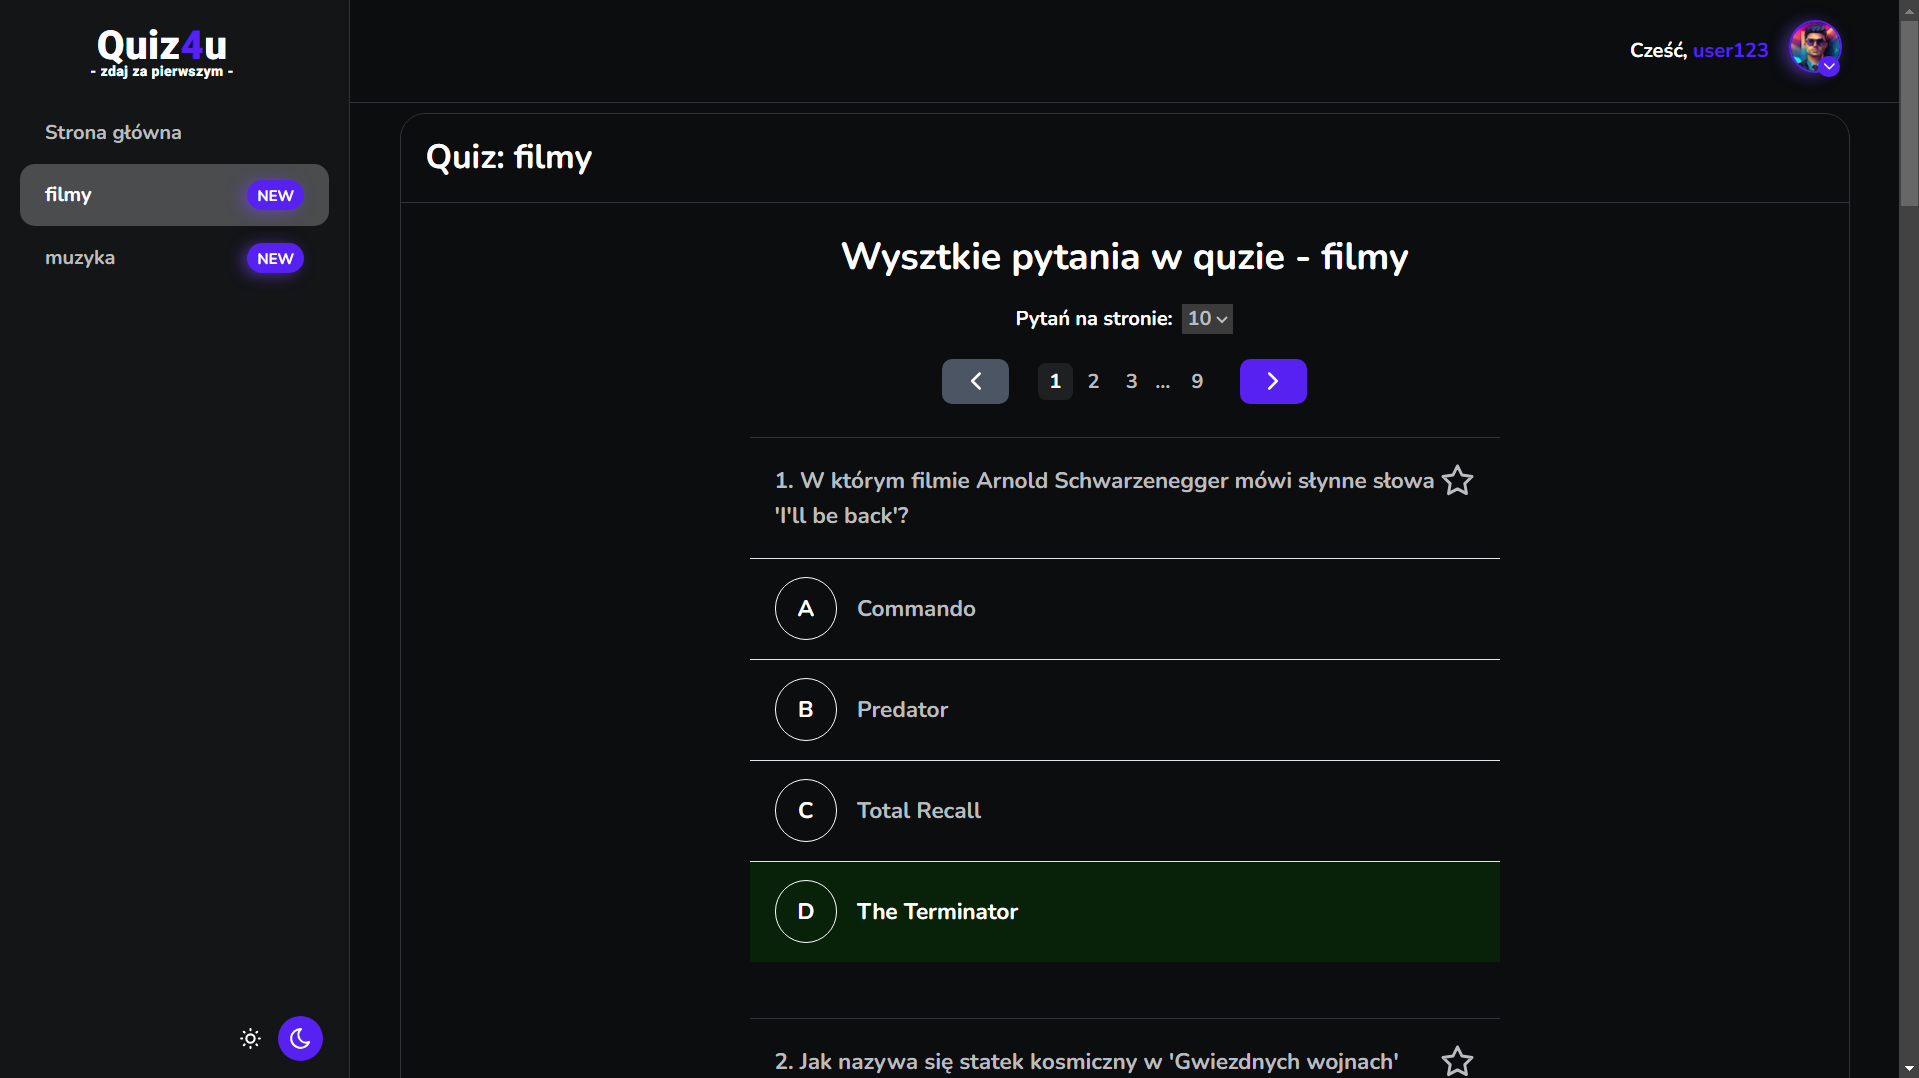 Quiz4u
- zdaj za pierwszym -
Strona główna
filmy NEW
muzyka NEW
Cześć, user123
Quiz: filmy
Wysztkie pytania w quzie - filmy
Pytań na stronie: 10
1 2 3 ... 9
1. W którym filmie Arnold Schwarzenegger mówi słynne słowa
'I'll be back'?
A Commando
B Predator
C Total Recall
D The Terminator
2. Jak nazywa się statek kosmiczny w 'Gwiezdnych wojnach'